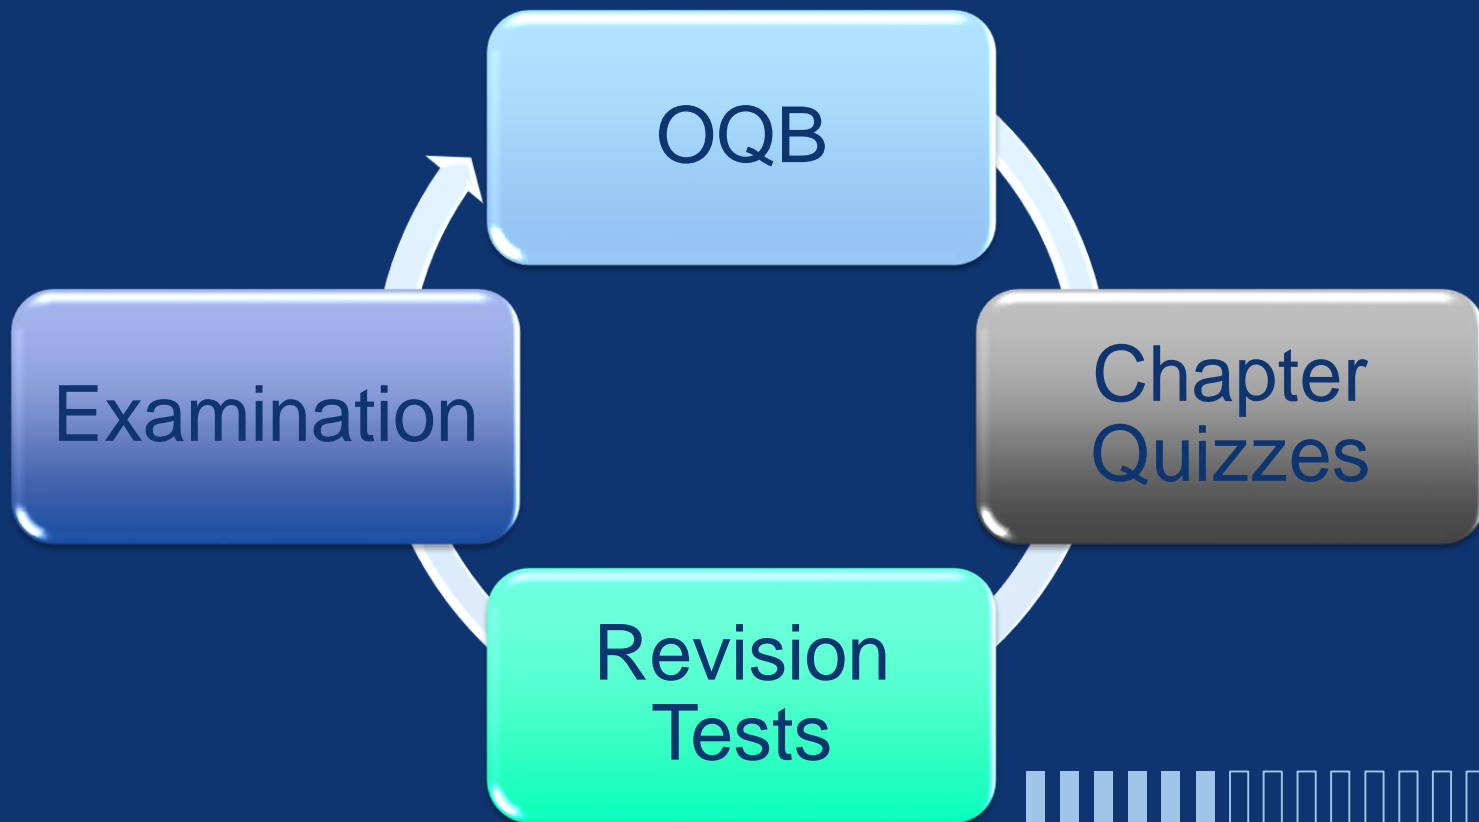 OQB
Chapter
Quizzes
Revision
Tests
Examination